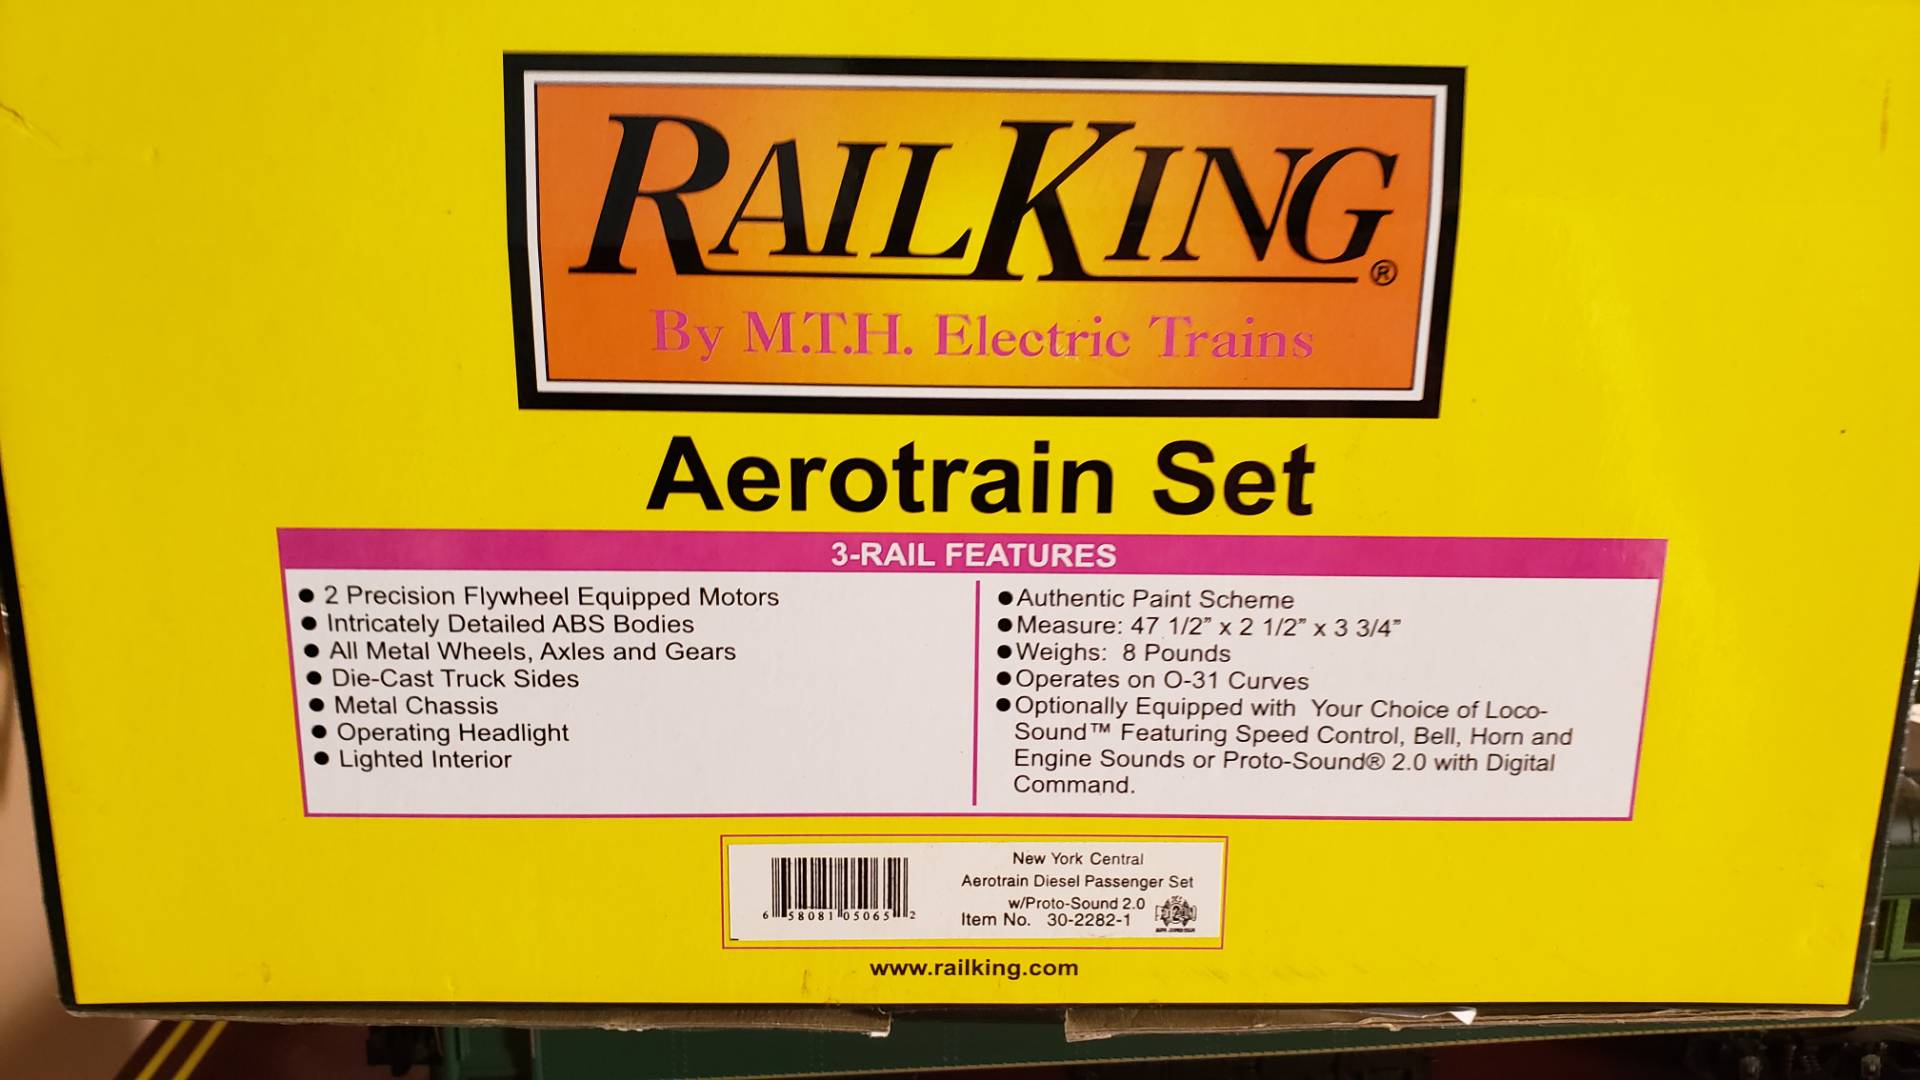 RAILKING®
By M.T.H. Electric Trains
Aerotrain Set
3-RAIL FEATURES
● 2 Precision Flywheel Equipped Motors
● Intricately Detailed ABS Bodies
● All Metal Wheels, Axles and Gears
● Die-Cast Truck Sides
● Metal Chassis
● Operating Headlight
● Lighted Interior
● Authentic Paint Scheme
● Measure: 47 1/2” x 2 1/2” x 3 3/4”
● Weighs: 8 Pounds
● Operates on O-31 Curves
● Optionally Equipped with Your Choice of Loco-
Sound™ Featuring Speed Control, Bell, Horn and
Engine Sounds or Proto-Sound® 2.0 with Digital
Command.
6 58081 05065 2
New York Central
Aerotrain Diesel Passenger Set
w/Proto-Sound 2.0
Item No. 30-2282-1
www.railking.com